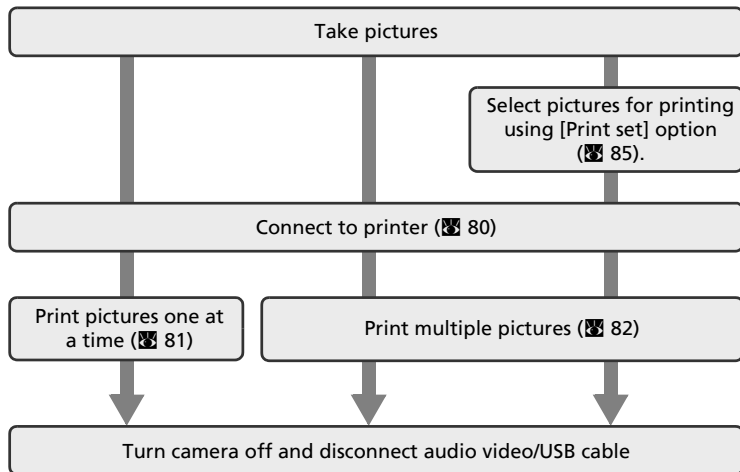 Take pictures
Select pictures for printing
using [Print set] option
( 85).
Connect to printer ( 80)
Print pictures one at
a time ( 81)
Print multiple pictures ( 82)
Turn camera off and disconnect audio video/USB cable